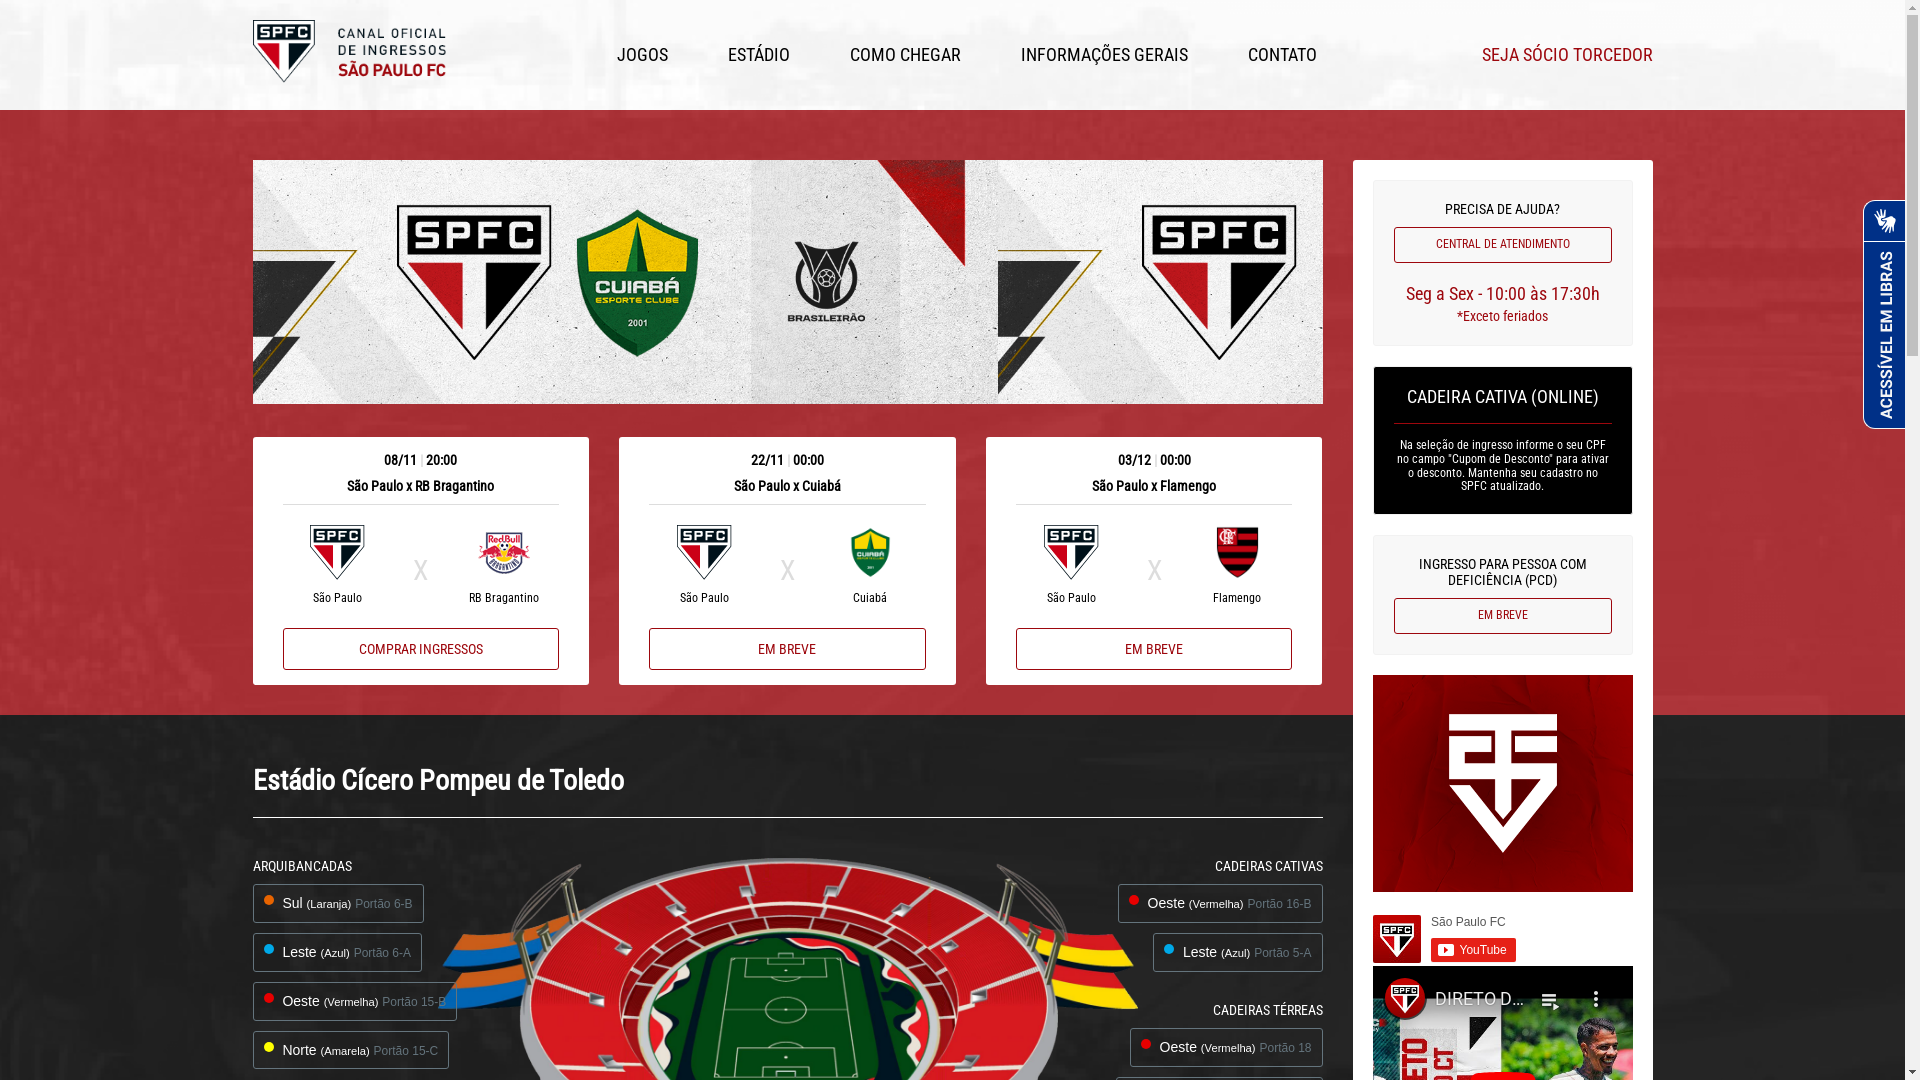 SPFC
CANAL OFICIAL
DE INGRESSOS
SÃO PAULO FC
JOGOS
ESTÁDIO
COMO CHEGAR
INFORMAÇÕES GERAIS
CONTATO
SEJA SÓCIO TORCEDOR
SPFC
CUIABÁ
ESPORTE CLUBE
2001
BRASILEIRÃO
SPFC
08/11 | 20:00
São Paulo x RB Bragantino
SPFC
X
RedBull
BRAGANTINO
São Paulo
RB Bragantino
COMPRAR INGRESSOS
22/11 | 00:00
São Paulo x Cuiabá
SPFC
X
CUIABÁ
São Paulo
Cuiabá
EM BREVE
03/12 | 00:00
São Paulo x Flamengo
SPFC
X
São Paulo
Flamengo
EM BREVE
PRECISA DE AJUDA?
CENTRAL DE ATENDIMENTO
Seg a Sex - 10:00 às 17:30h
*Exceto feriados
CADEIRA CATIVA (ONLINE)
Na seleção de ingresso informe o seu CPF
no campo "Cupom de Desconto" para ativar
o desconto. Mantenha seu cadastro no
SPFC atualizado.
INGRESSO PARA PESSOA COM
DEFICIÊNCIA (PCD)
EM BREVE
ACESSÍVEL EM LIBRAS
Estádio Cícero Pompeu de Toledo
ARQUIBANCADAS
Sul (Laranja) Portão 6-B
Leste (Azul) Portão 6-A
Oeste (Vermelha) Portão 15-B
Norte (Amarela) Portão 15-C
CADEIRAS CATIVAS
Oeste (Vermelha) Portão 16-B
Leste (Azul) Portão 5-A
CADEIRAS TÉRREAS
Oeste (Vermelha) Portão 18
SPFC
São Paulo FC
YouTube
SPFC
DIRETO D...